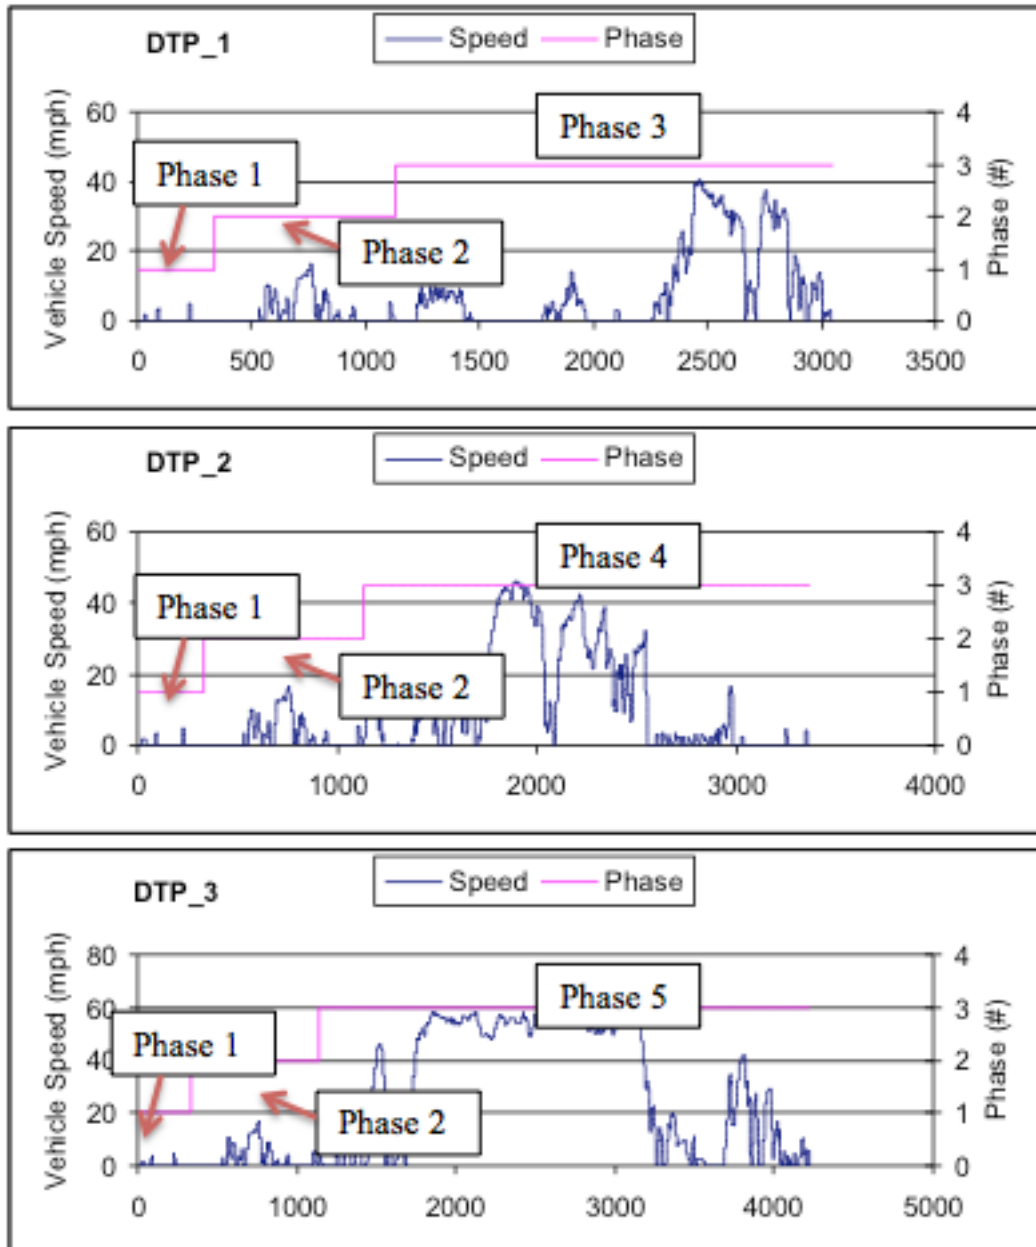 DTP_1
Speed Phase
Vehicle Speed (mph)
60
40
20
0
Phase 1
Phase 2
Phase 3
4
3
2
1
0
Phase (#)
0 500 1000 1500 2000 2500 3000 3500
DTP_2
Speed Phase
Vehicle Speed (mph)
60
40
20
0
Phase 1
Phase 2
Phase 4
4
3
2
1
0
Phase (#)
0 1000 2000 3000 4000
DTP_3
Speed Phase
Vehicle Speed (mph)
80
60
40
20
0
Phase 1
Phase 2
Phase 5
4
3
2
1
0
Phase (#)
0 1000 2000 3000 4000 5000